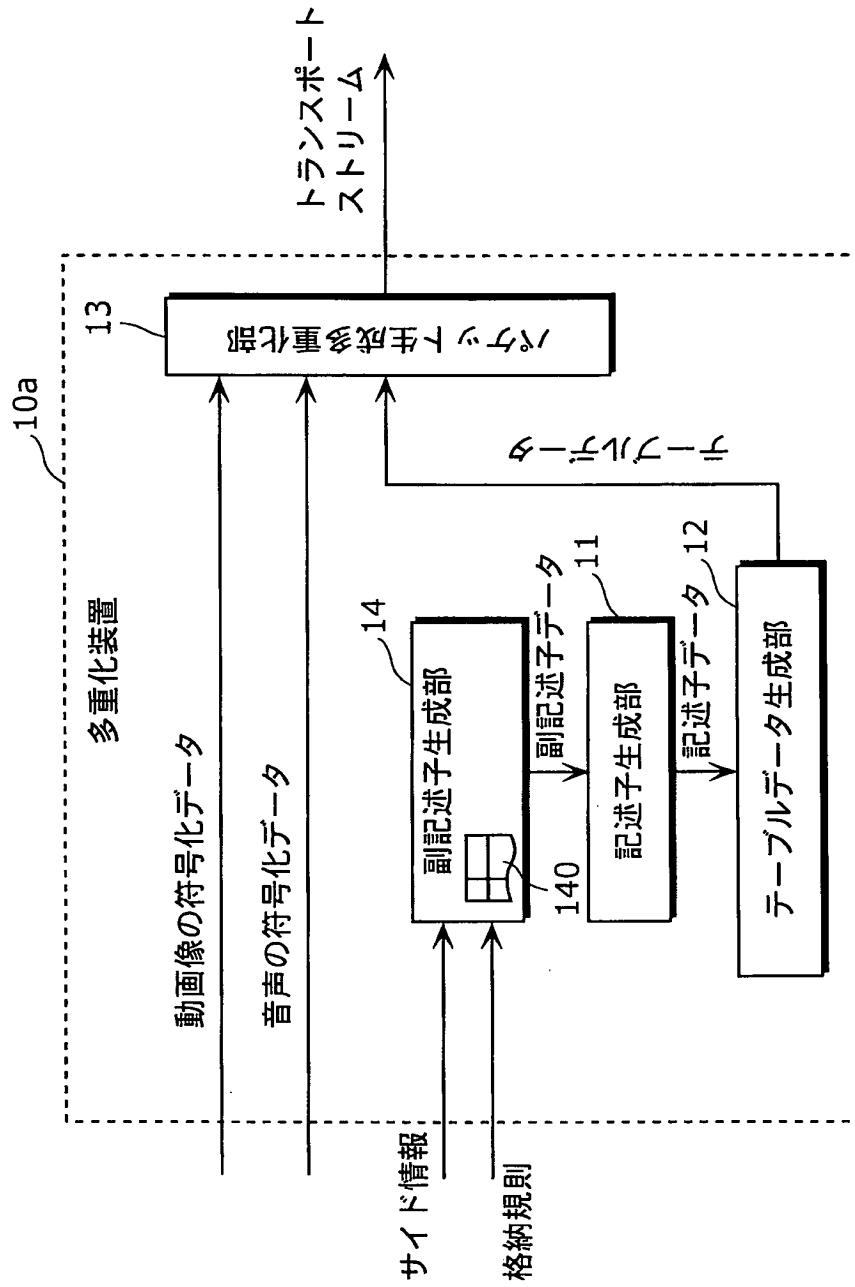 10a
多重化装置
動画像の符号化データ
音声の符号化データ
サイド情報
格納規則
14
副記述子生成部
140
副記述子データ
11
記述子生成部
記述子データ
12
テーブルデータ生成部
テーブルデータ
13
パケット生成多重化部
トランスポート
ストリーム